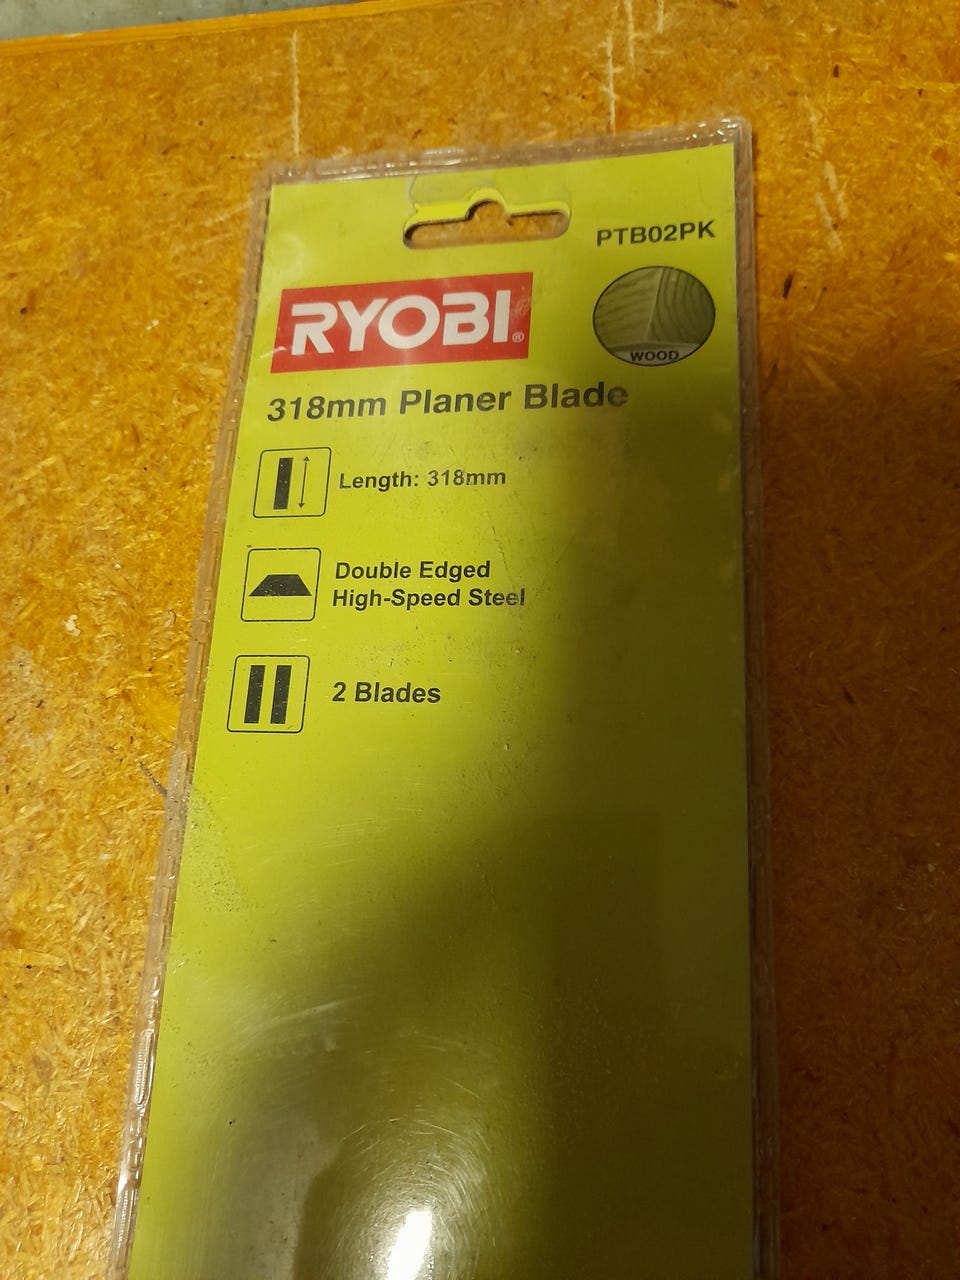 PTB02PK
RYOBI®
WOOD
318mm Planer Blade
Length: 318mm
Double Edged
High-Speed Steel
2 Blades